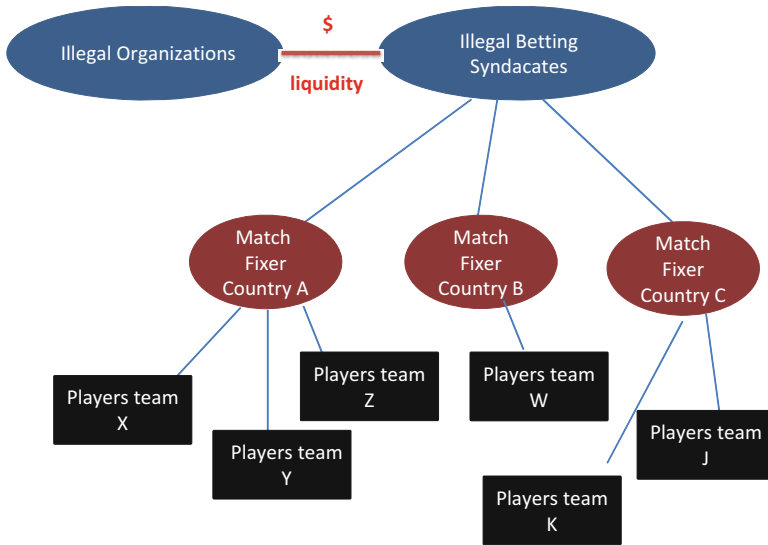 $
Illegal Organizations
liquidity
Illegal Betting
Syndacates
Match
Fixer
Country A
Match
Fixer
Country B
Match
Fixer
Country C
Players team
X
Players team
Y
Players team
Z
Players team
W
Players team
K
Players team
J